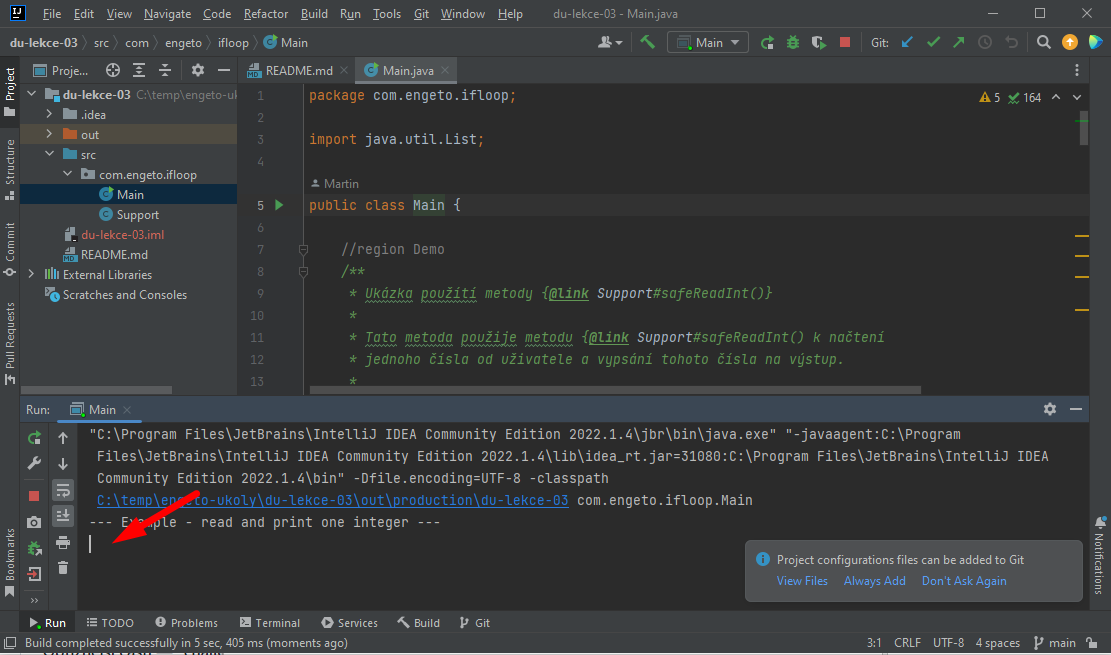 File Edit View Navigate Code Refactor Build Run Tools Git Window Help du-lekce-03 - Main.java
du-lekce-03 src com engeto ifloop Main Main Git:
Project
Proje... README.md Main.java
du-lekce-03 C:\temp\engeto-uk
.idea
out
src
com.engeto.ifloop
Main
Support
du-lekce-03.iml
README.md
External Libraries
Scratches and Consoles
Structure
Commit
Pull Requests
5 164
1 package com.engeto.ifloop;
2
3 import java.util.List;
4
Martin
5 public class Main {
6
7 //region Demo
8 /**
9 * Ukázka použití metody {@link Support#safeReadInt()}
10 *
11 * Tato metoda použije metodu {@link Support#safeReadInt() k načtení
12 * jednoho čísla od uživatele a vypsání tohoto čísla na výstup.
13 *
Run: Main
"C:\Program Files\JetBrains\IntelliJ IDEA Community Edition 2022.1.4\jbr\bin\java.exe" "-javaagent:C:\Program
Files\JetBrains\IntelliJ IDEA Community Edition 2022.1.4\lib\idea_rt.jar=31080:C:\Program Files\JetBrains\IntelliJ IDEA
Community Edition 2022.1.4\bin" -Dfile.encoding=UTF-8 -classpath
C:\temp\engeto-ukoly\du-lekce-03\out\production\du-lekce-03 com.engeto.ifloop.Main
--- Example - read and print one integer ---
Bookmarks
Notifications
Project configurations files can be added to Git
View Files Always Add Don't Ask Again
Run TODO Problems Terminal Services Build Git
Build completed successfully in 5 sec, 405 ms (moments ago) 3:1 CRLF UTF-8 4 spaces main